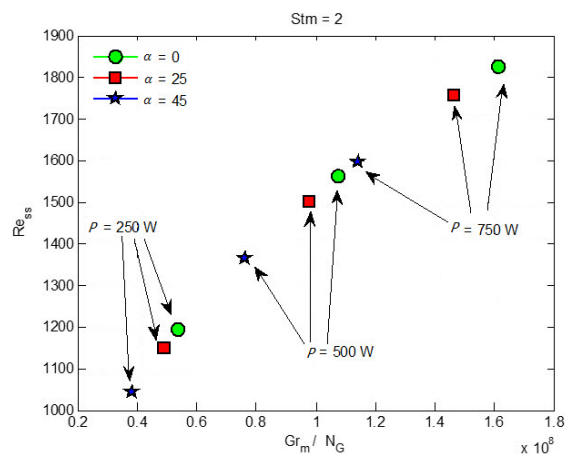 Stm = 2
1900
1800
1700
1600
1500
1400
1300
1200
1100
1000
Re_ss
α = 0
α = 25
α = 45
P = 250 W
P = 750 W
P = 500 W
0.2 0.4 0.6 0.8 1 1.2 1.4 1.6 1.8
Gr_m / N_G
x 10^8